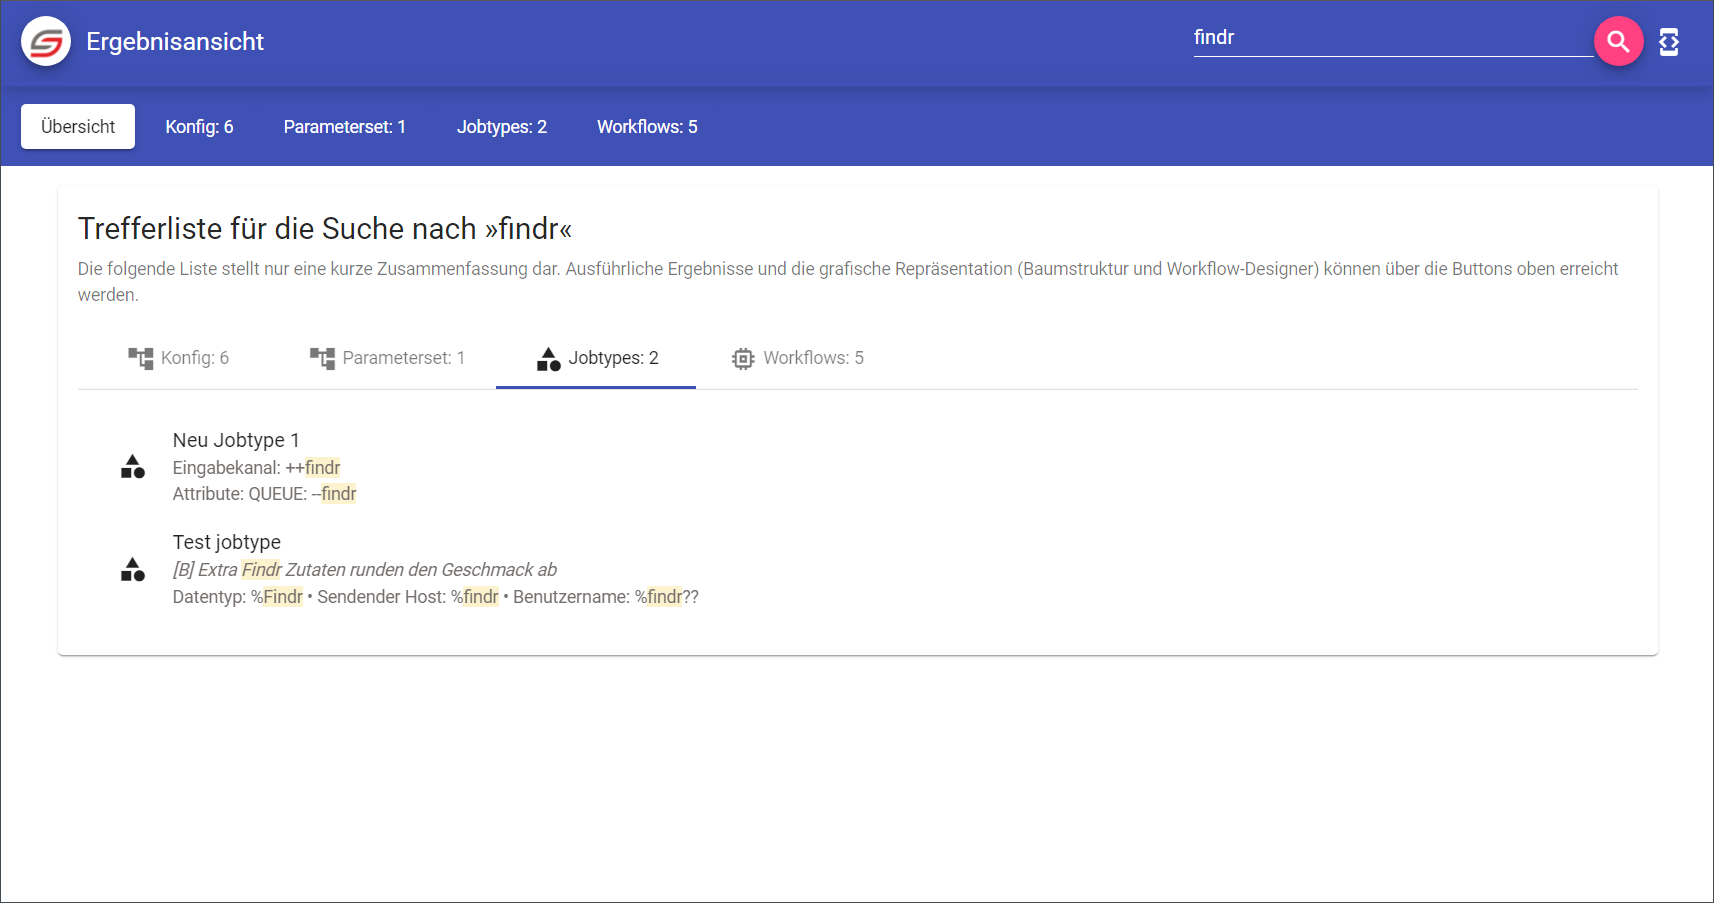 Ergebnisansicht
findr
Übersicht
Konfig: 6
Parameterset: 1
Jobtypes: 2
Workflows: 5
Trefferliste für die Suche nach »findr«
Die folgende Liste stellt nur eine kurze Zusammenfassung dar. Ausführliche Ergebnisse und die grafische Repräsentation (Baumstruktur und Workflow-Designer) können über die Buttons oben erreicht
werden.
Konfig: 6
Parameterset: 1
Jobtypes: 2
Workflows: 5
Neu Jobtype 1
Eingabekanal: ++findr
Attribute: QUEUE: --findr
Test jobtype
[B] Extra Findr Zutaten runden den Geschmack ab
Datentyp: %Findr • Sendender Host: %findr • Benutzername: %findr??